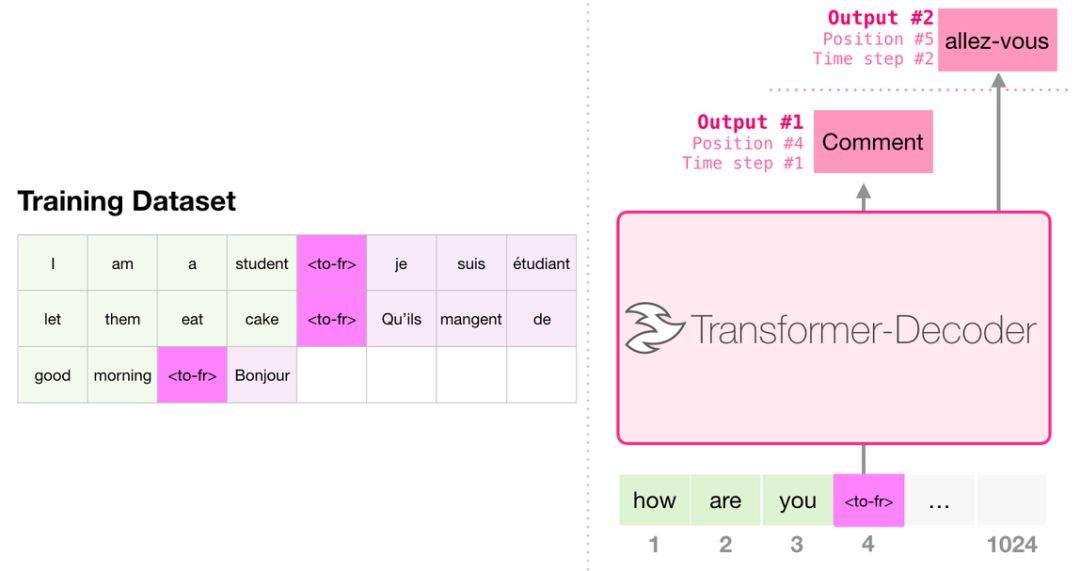 Training Dataset
I am a student <to-fr> je suis étudiant
let them eat cake <to-fr> Qu'ils mangent de
good morning <to-fr> Bonjour
Output #2
Position #5
Time step #2
allez-vous
Output #1
Position #4
Time step #1
Comment
Transformer-Decoder
how are you <to-fr> ...
1 2 3 4 1024